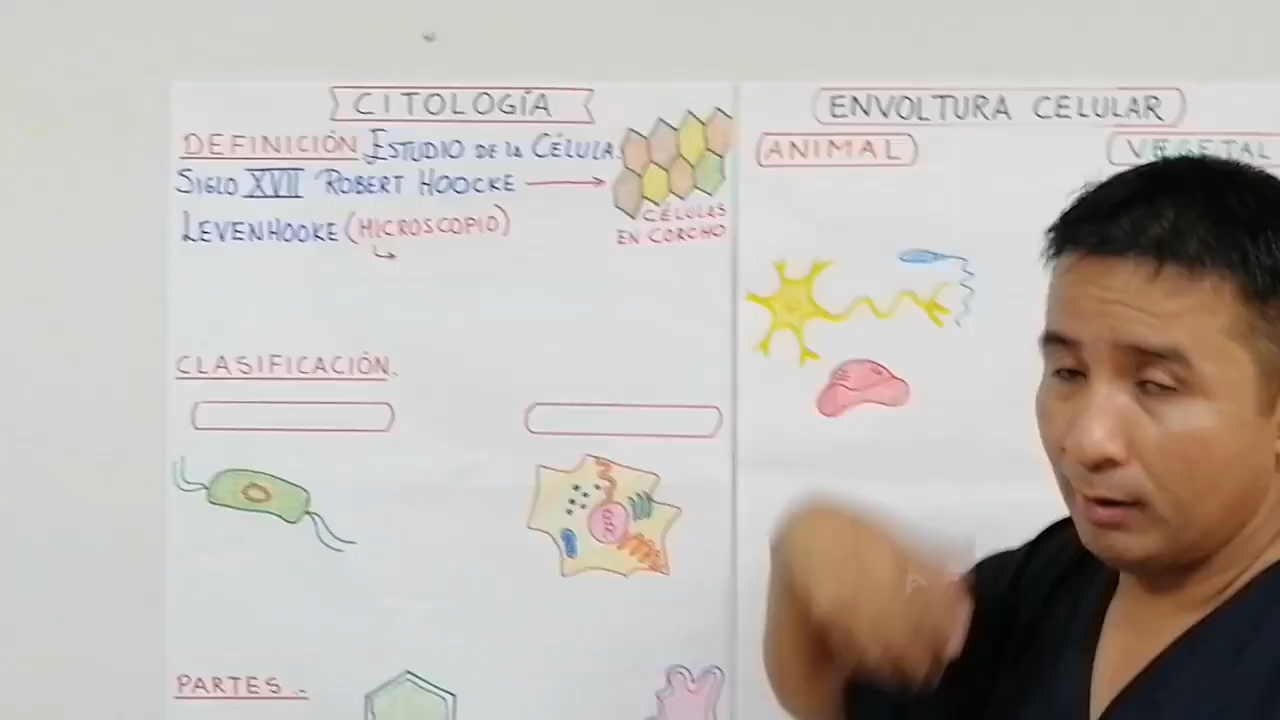 CITOLOGÍA
DEFINICIÓN. ESTUDIO DE LA CÉLULA.
SIGLO XVII ROBERT HOOCKE
LEVENHOOKE (MICROSCOPIO)
CÉLULAS
EN CORCHO
CLASIFICACIÓN.
PARTES.-
ENVOLTURA CELULAR
ANIMAL
VEGETAL